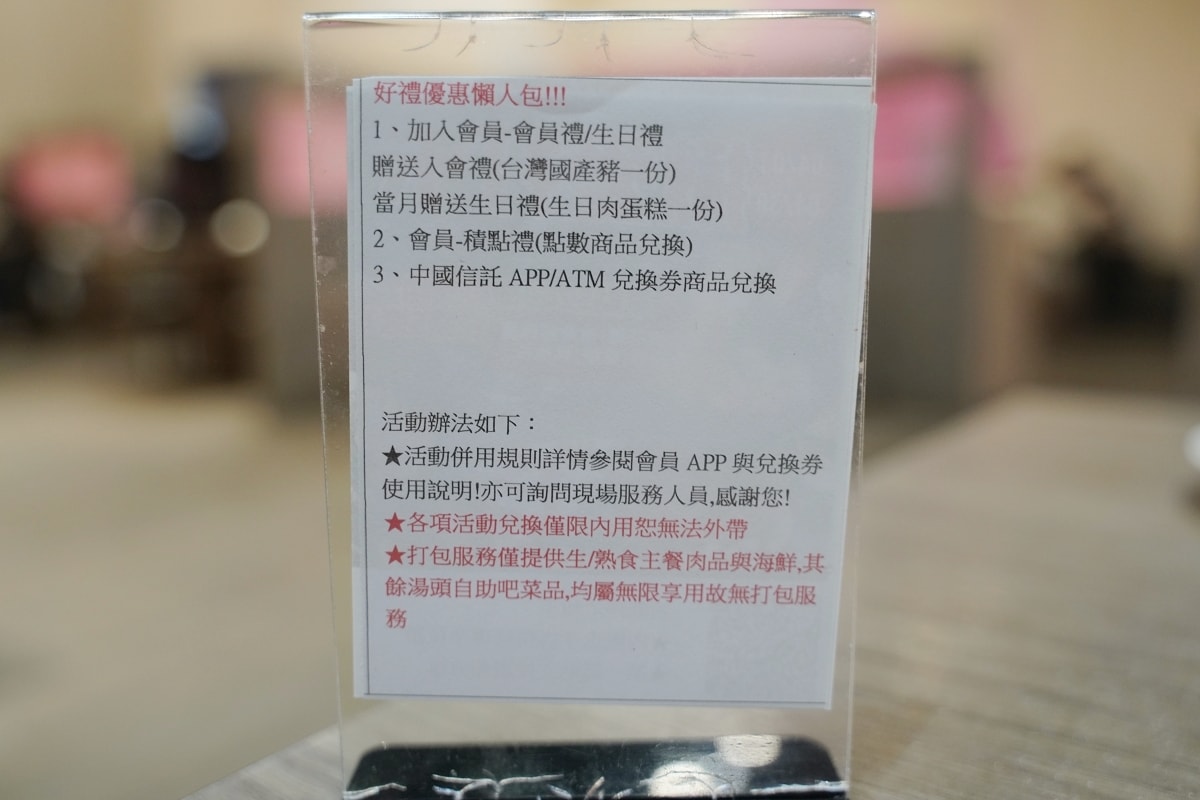 好禮優惠懶人包!!!
1、加入會員-會員禮/生日禮
贈送入會禮(台灣國產豬一份)
當月贈送生日禮(生日肉蛋糕一份)
2、會員-積點禮(點數商品兌換)
3、中國信託 APP/ATM 兌換券商品兌換
活動辦法如下：
★活動併用規則詳情參閱會員 APP 與兌換券
使用說明!亦可詢問現場服務人員,感謝您!
★各項活動兌換僅限內用恕無法外帶
★打包服務僅提供生/熟食主餐肉品與海鮮,其
餘湯頭自助吧菜品,均屬無限享用故無打包服
務